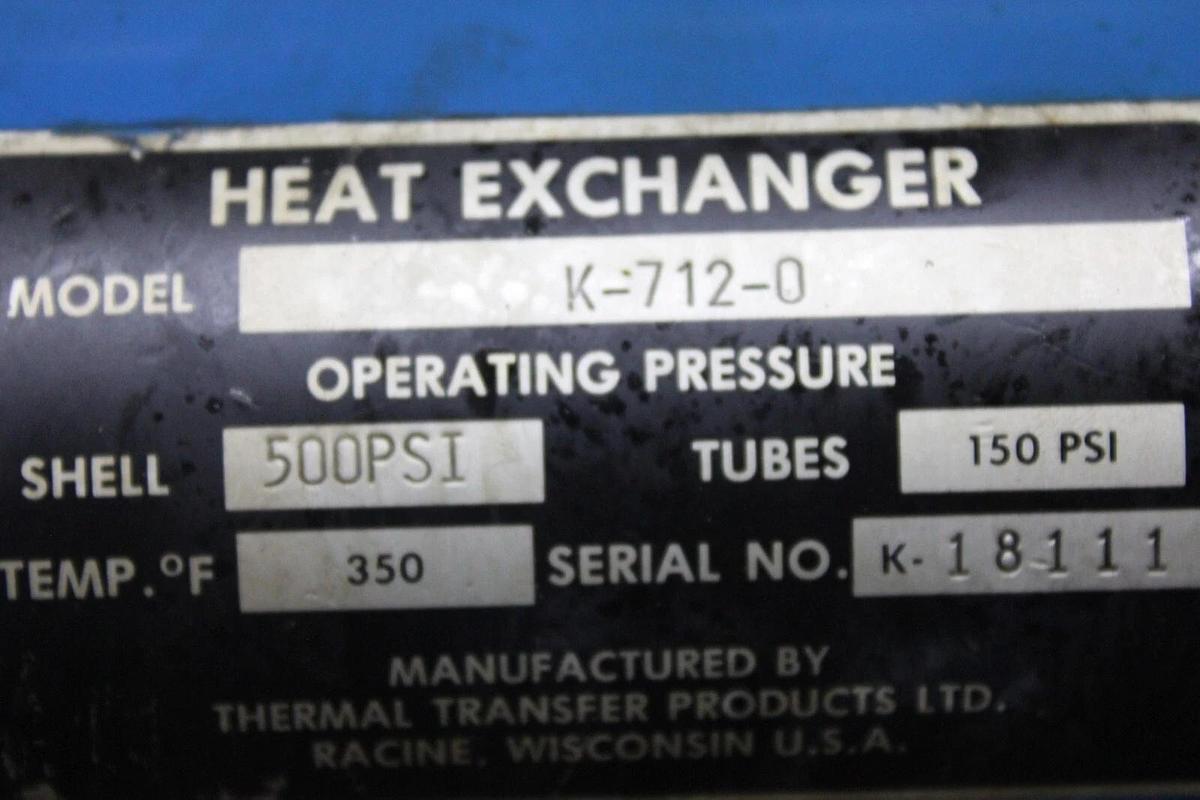 HEAT EXCHANGER
MODEL K-712-0
OPERATING PRESSURE
SHELL 500PSI TUBES 150 PSI
TEMP. °F 350 SERIAL NO. K-18111
MANUFACTURED BY
THERMAL TRANSFER PRODUCTS LTD.
RACINE, WISCONSIN U.S.A.